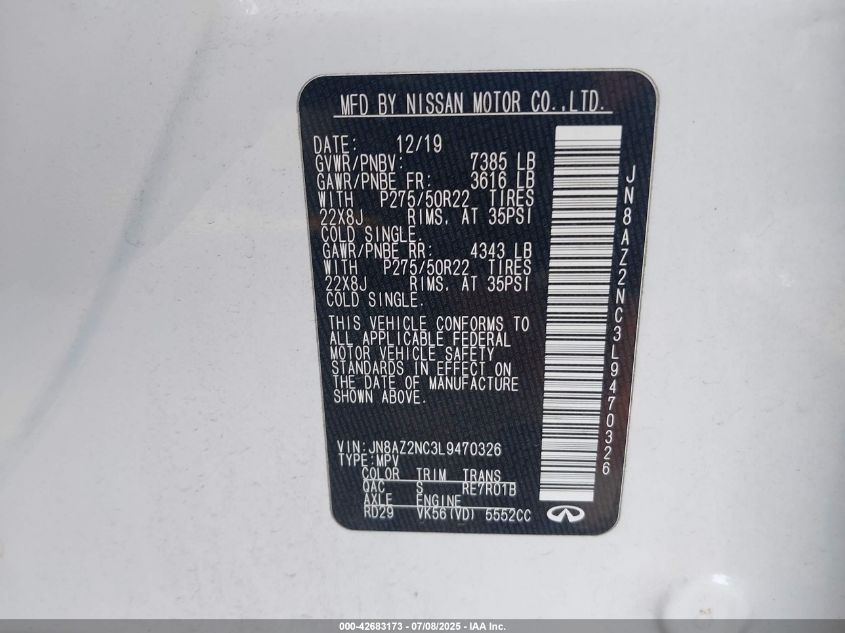 MFD BY NISSAN MOTOR CO.,LTD.
DATE: 12/19
GVWR/PNBV: 7385 LB
GAWR/PNBE FR: 3616 LB
WITH P275/50R22 TIRES
22X8J RIMS. AT 35PSI
COLD SINGLE.
GAWR/PNBE RR: 4343 LB
WITH P275/50R22 TIRES
22X8J RIMS. AT 35PSI
COLD SINGLE.
THIS VEHICLE CONFORMS TO
ALL APPLICABLE FEDERAL
MOTOR VEHICLE SAFETY
STANDARDS IN EFFECT ON
THE DATE OF MANUFACTURE
SHOWN ABOVE.
VIN:JN8AZ2NC3L9470326
TYPE:MPV
COLOR TRIM TRANS
QAC S RE7R01B
AXLE ENGINE
RD29 VK56(VD) 5552CC
JN8AZ2NC3L9470326
000-42683173 - 07/08/2025 - IAA Inc.